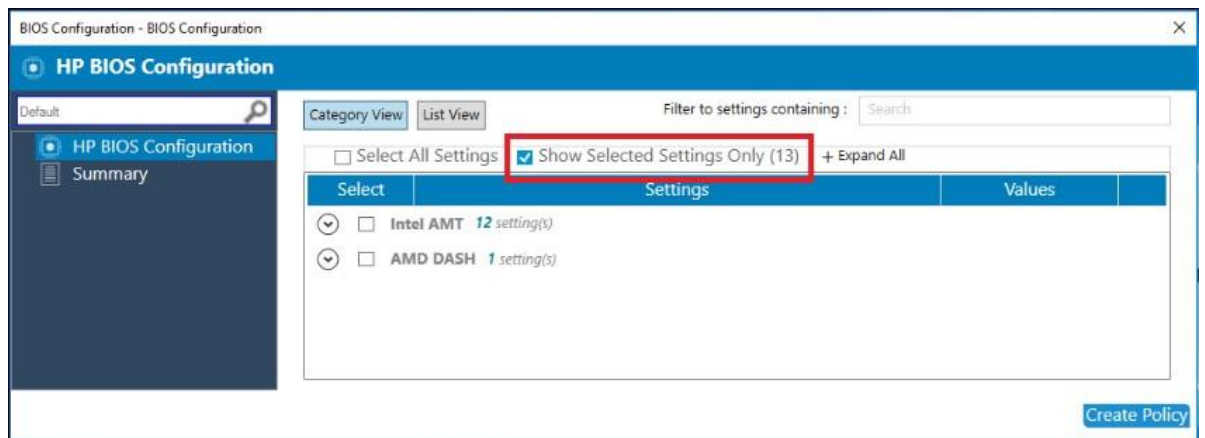 BIOS Configuration - BIOS Configuration
HP BIOS Configuration
Default
HP BIOS Configuration
Summary
Category View List View Filter to settings containing : Search
Select All Settings Show Selected Settings Only (13) + Expand All
Select Settings Values
Intel AMT 12 setting(s)
AMD DASH 1 setting(s)
Create Policy